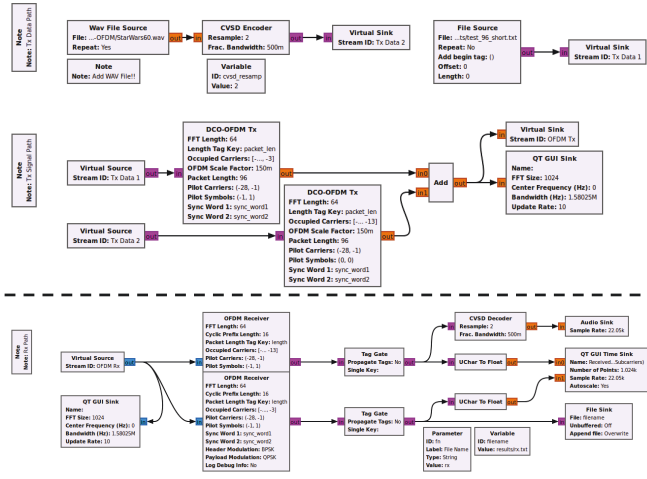 Note
Note: Tx Data Path
Wav File Source
File: ...-OFDM/StarWars60.wav
Repeat: Yes
out
in
CVSD Encoder
Resample: 2
Frac. Bandwidth: 500m
out
in
Virtual Sink
Stream ID: Tx Data 2
File Source
File: ...ts/test_96_short.txt
Repeat: No
Add begin tag: ()
Offset: 0
Length: 0
out
in
Virtual Sink
Stream ID: Tx Data 1
Note
Note: Add WAV File!!
Variable
ID: cvsd_resamp
Value: 2
Note
Note: Tx Signal Path
Virtual Source
Stream ID: Tx Data 1
out
in
DCO-OFDM Tx
FFT Length: 64
Length Tag Key: packet_len
Occupied Carriers: [-..., -3]
OFDM Scale Factor: 150m
Packet Length: 96
Pilot Carriers: (-28, -1)
Pilot Symbols: (-1, 1)
Sync Word 1: sync_word1
Sync Word 2: sync_word2
out
Virtual Source
Stream ID: Tx Data 2
out
in
DCO-OFDM Tx
FFT Length: 64
Length Tag Key: packet_len
Occupied Carriers: [-... -13]
OFDM Scale Factor: 150m
Packet Length: 96
Pilot Carriers: (-28, -1)
Pilot Symbols: (0, 0)
Sync Word 1: sync_word1
Sync Word 2: sync_word2
out
in0
in1
Add
out
in
Virtual Sink
Stream ID: OFDM Tx
in
QT GUI Sink
Name:
FFT Size: 1024
Center Frequency (Hz): 0
Bandwidth (Hz): 1.58025M
Update Rate: 10
Note
Note: Rx Path
Virtual Source
Stream ID: OFDM Rx
out
QT GUI Sink
Name:
FFT Size: 1024
Center Frequency (Hz): 0
Bandwidth (Hz): 1.58025M
Update Rate: 10
in
in
OFDM Receiver
FFT Length: 64
Cyclic Prefix Length: 16
Packet Length Tag Key: length
Occupied Carriers: [-... -13]
Pilot Carriers: (-28, -1)
Pilot Symbols: (-1, 1)
out
in
OFDM Receiver
FFT Length: 64
Cyclic Prefix Length: 16
Packet Length Tag Key: length
Occupied Carriers: [-..., -3]
Pilot Carriers: (-28, -1)
Pilot Symbols: (-1, 1)
Sync Word 1: sync_word1
Sync Word 2: sync_word2
Header Modulation: BPSK
Payload Modulation: QPSK
Log Debug Info: No
out
in
Tag Gate
Propagate Tags: No
Single Key:
out
in
Tag Gate
Propagate Tags: No
Single Key:
out
in
CVSD Decoder
Resample: 2
Frac. Bandwidth: 500m
out
in
Audio Sink
Sample Rate: 22.05k
in
UChar To Float
out
in
UChar To Float
out
in0
in1
QT GUI Time Sink
Name: Received...Subcarriers)
Number of Points: 1.024k
Sample Rate: 22.05k
Autoscale: Yes
in
File Sink
File: filename
Unbuffered: Off
Append file: Overwrite
Parameter
ID: fn
Label: File Name
Type: String
Value: rx
Variable
ID: filename
Value: results/rx.txt